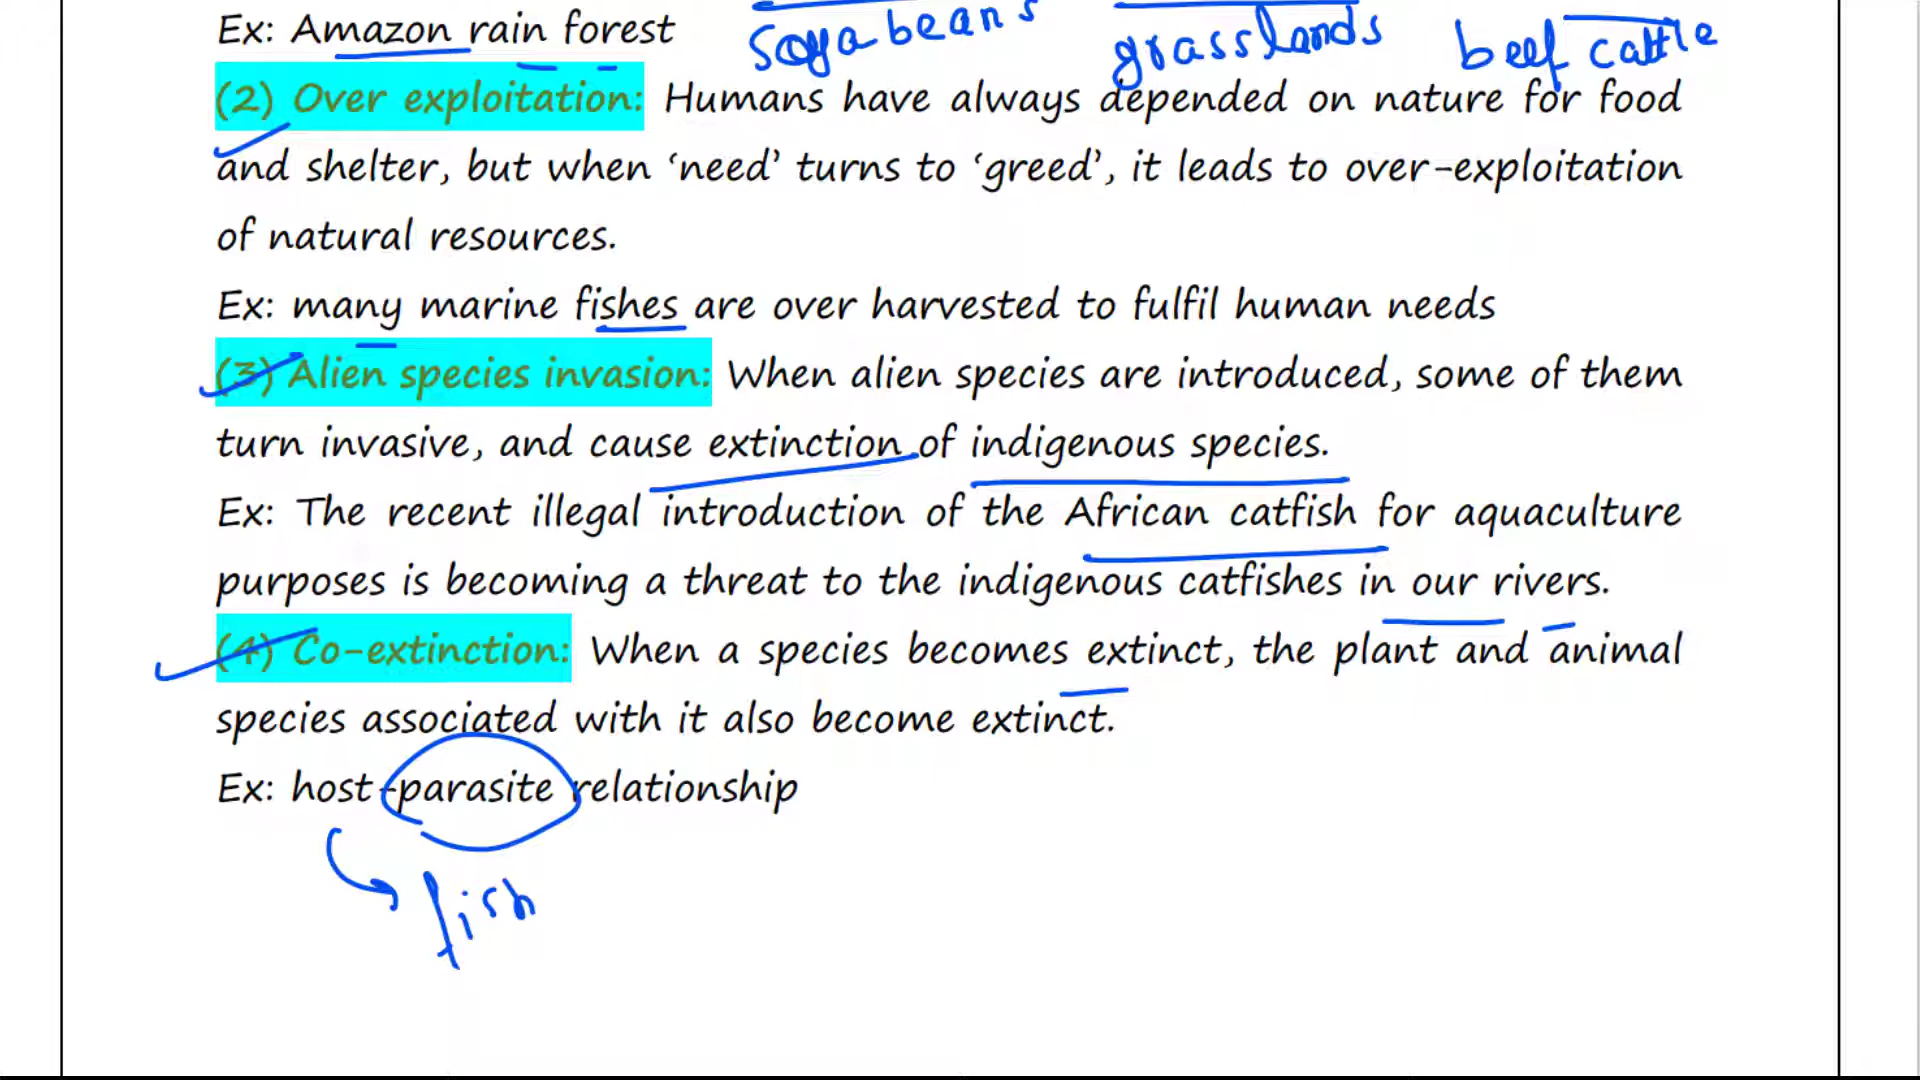 Ex: Amazon rain forest
Soyabeans grasslands beef cattle
(2) Over exploitation: Humans have always depended on nature for food
and shelter, but when ‘need’ turns to ‘greed’, it leads to over-exploitation
of natural resources.
Ex: many marine fishes are over harvested to fulfil human needs
(3) Alien species invasion: When alien species are introduced, some of them
turn invasive, and cause extinction of indigenous species.
Ex: The recent illegal introduction of the African catfish for aquaculture
purposes is becoming a threat to the indigenous catfishes in our rivers.
(4) Co-extinction: When a species becomes extinct, the plant and animal
species associated with it also become extinct.
Ex: host-parasite relationship
fish